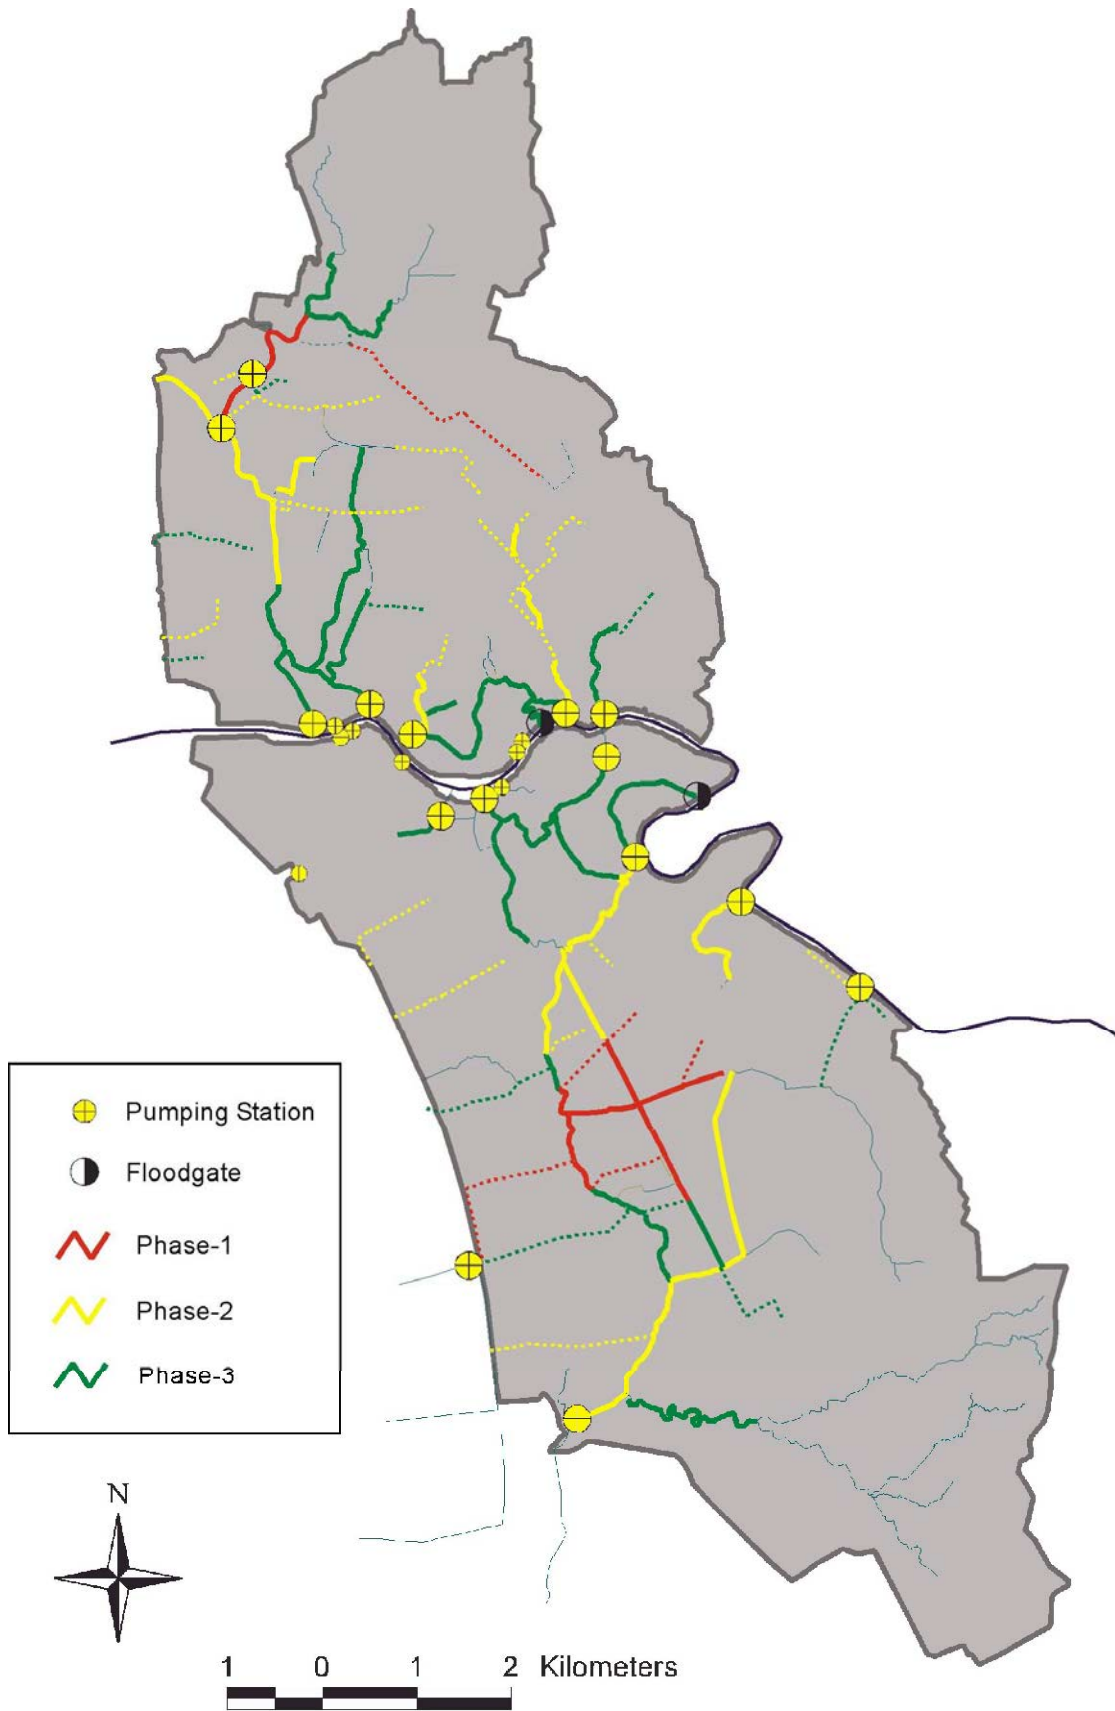 Pumping Station
Floodgate
Phase-1
Phase-2
Phase-3
N
1 0 1 2 Kilometers